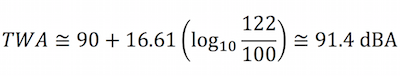 TWA ≅ 90 + 16.61 (log₁₀ 122/100) ≅ 91.4 dBA